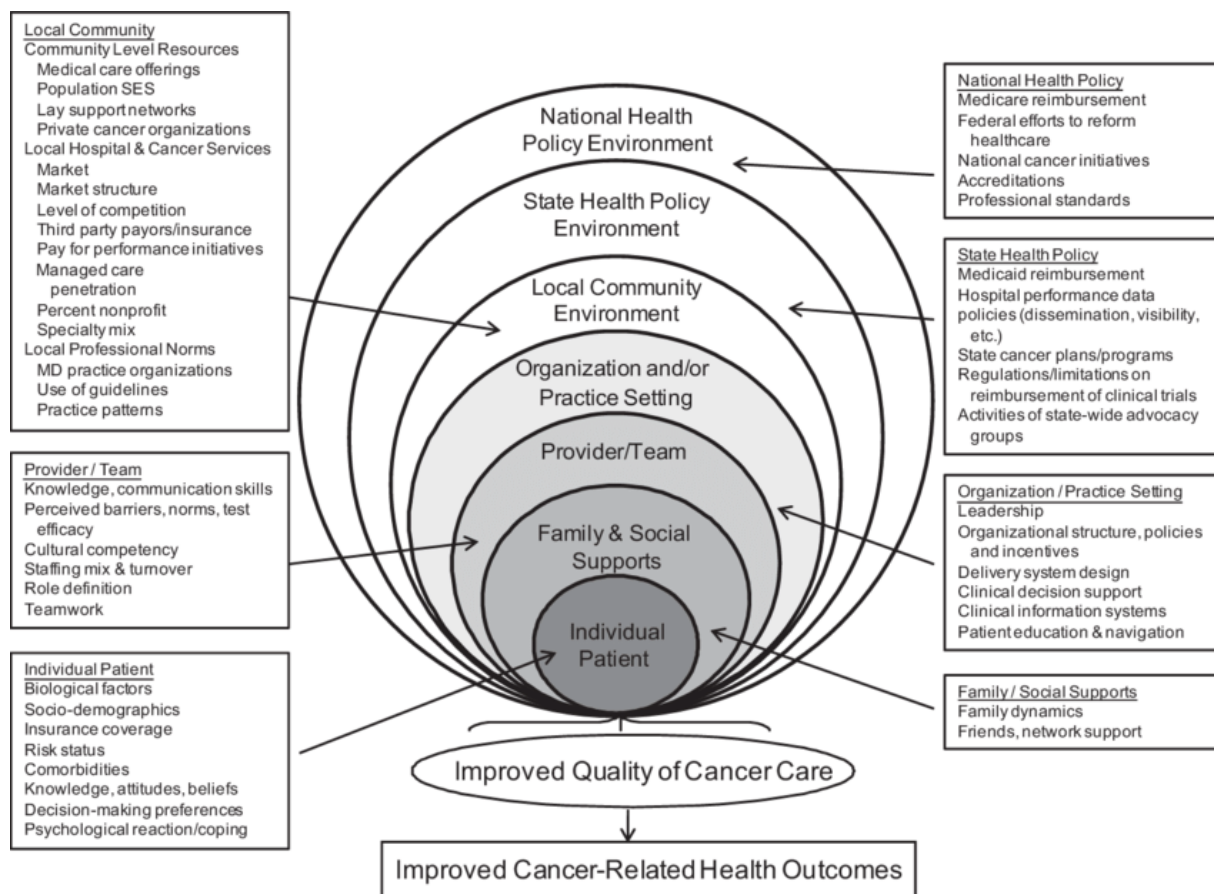 Local Community
Community Level Resources
Medical care offerings
Population SES
Lay support networks
Private cancer organizations
Local Hospital & Cancer Services
Market
Market structure
Level of competition
Third party payors/insurance
Pay for performance initiatives
Managed care
penetration
Percent nonprofit
Specialty mix
Local Professional Norms
MD practice organizations
Use of guidelines
Practice patterns
Provider / Team
Knowledge, communication skills
Perceived barriers, norms, test
efficacy
Cultural competency
Staffing mix & turnover
Role definition
Teamwork
Individual Patient
Biological factors
Socio-demographics
Insurance coverage
Risk status
Comorbidities
Knowledge, attitudes, beliefs
Decision-making preferences
Psychological reaction/coping
National Health
Policy Environment
State Health Policy
Environment
Local Community
Environment
Organization and/or
Practice Setting
Provider/Team
Family & Social
Supports
Individual
Patient
National Health Policy
Medicare reimbursement
Federal efforts to reform
healthcare
National cancer initiatives
Accreditations
Professional standards
State Health Policy
Medicaid reimbursement
Hospital performance data
policies (dissemination, visibility,
etc.)
State cancer plans/programs
Regulations/limitations on
reimbursement of clinical trials
Activities of state-wide advocacy
groups
Organization / Practice Setting
Leadership
Organizational structure, policies
and incentives
Delivery system design
Clinical decision support
Clinical information systems
Patient education & navigation
Family / Social Supports
Family dynamics
Friends, network support
Improved Quality of Cancer Care
Improved Cancer-Related Health Outcomes